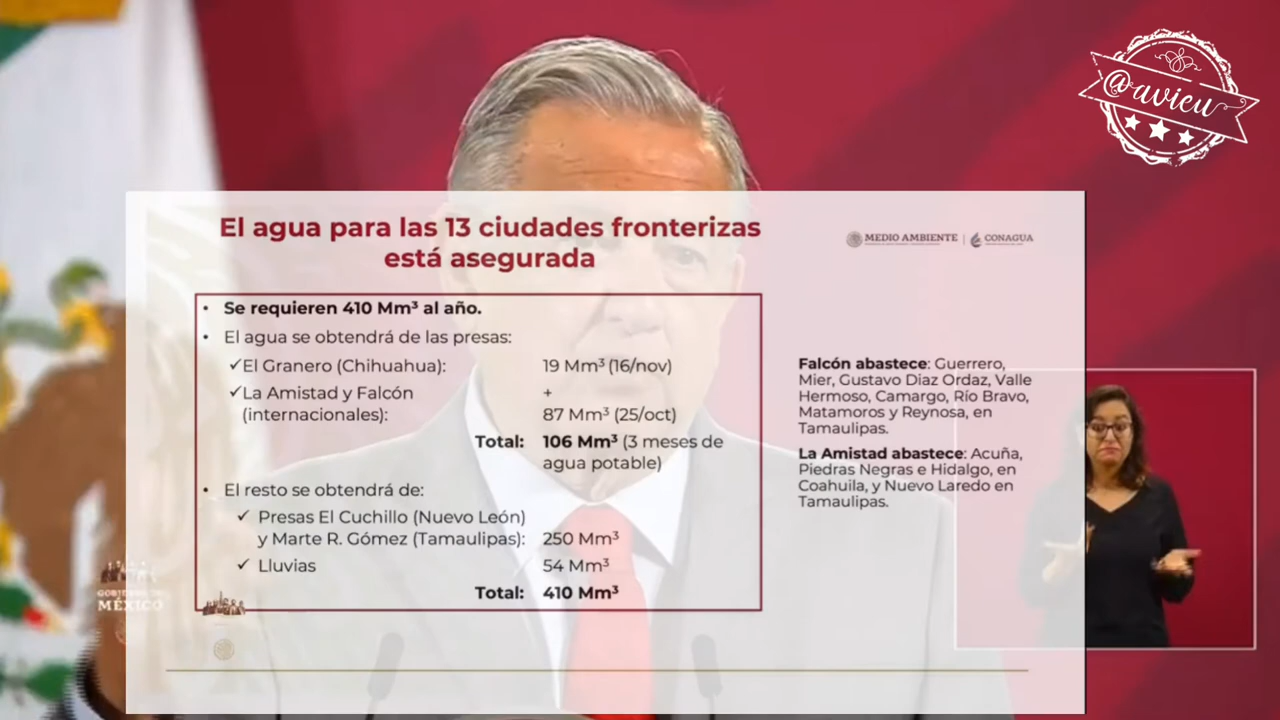 @avieu
El agua para las 13 ciudades fronterizas
está asegurada
MEDIO AMBIENTE | CONAGUA
• Se requieren 410 Mm³ al año.
• El agua se obtendrá de las presas:
✓El Granero (Chihuahua): 19 Mm³ (16/nov)
✓La Amistad y Falcón +
(internacionales): 87 Mm³ (25/oct)
Total: 106 Mm³ (3 meses de
agua potable)
• El resto se obtendrá de:
✓ Presas El Cuchillo (Nuevo León)
y Marte R. Gómez (Tamaulipas): 250 Mm³
✓ Lluvias 54 Mm³
Total: 410 Mm³
Falcón abastece: Guerrero,
Mier, Gustavo Diaz Ordaz, Valle
Hermoso, Camargo, Río Bravo,
Matamoros y Reynosa, en
Tamaulipas.
La Amistad abastece: Acuña,
Piedras Negras e Hidalgo, en
Coahuila, y Nuevo Laredo en
Tamaulipas.
GOBIERNO DE
MÉXICO